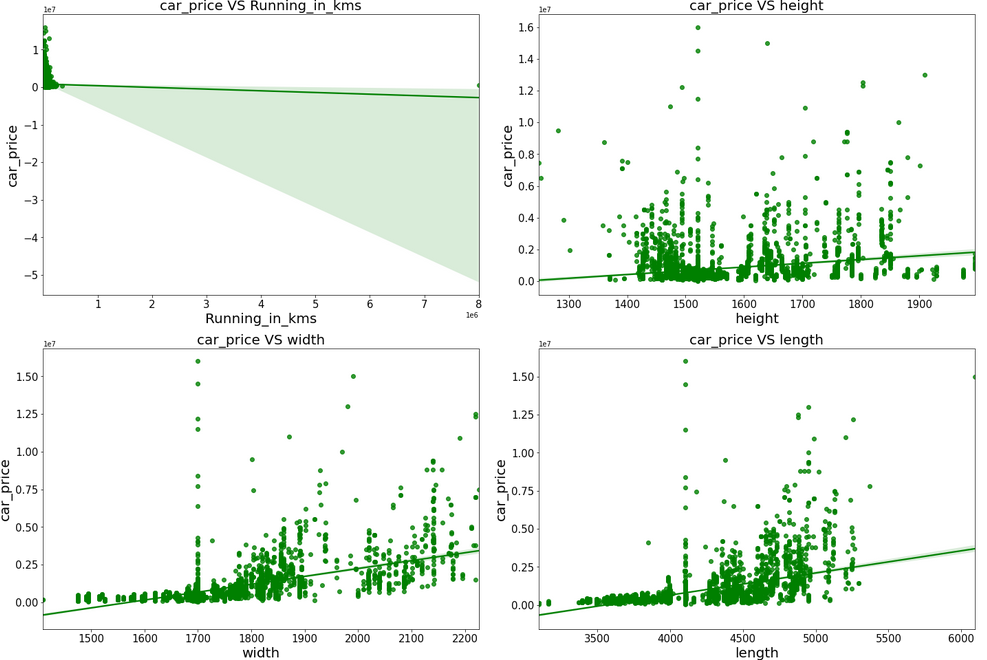 car_price VS Running_in_kms
1e7
car_price
1
0
−1
−2
−3
−4
−5
1 2 3 4 5 6 7 8
1e6
Running_in_kms
car_price VS height
1e7
car_price
1.6
1.4
1.2
1.0
0.8
0.6
0.4
0.2
0.0
1300 1400 1500 1600 1700 1800 1900
height
car_price VS width
1e7
car_price
1.50
1.25
1.00
0.75
0.50
0.25
0.00
1500 1600 1700 1800 1900 2000 2100 2200
width
car_price VS length
1e7
car_price
1.50
1.25
1.00
0.75
0.50
0.25
0.00
3500 4000 4500 5000 5500 6000
length